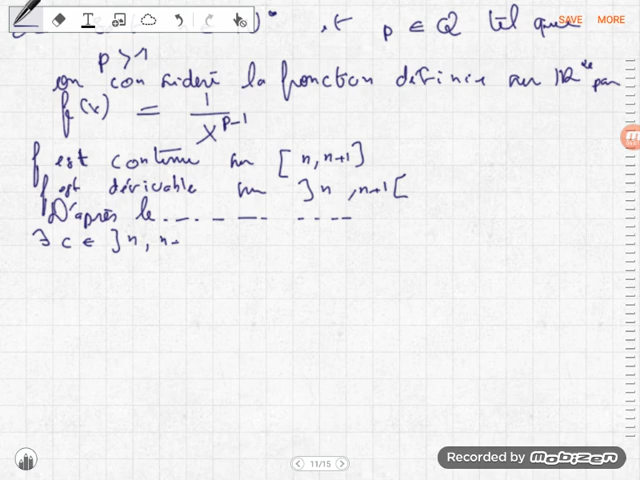 et p ∈ Q tel que
SAVE MORE
p > 1
on considère la fonction définie sur IR par
f(x) = 1/x^(p-1)
f est continue sur [n, n+1]
f est dérivable sur ]n, n+1[
D'après le . _ . _ _ . _ _ _ _ _
∃ c ∈ ]n, n+
11/15
Recorded by MOBIZEN